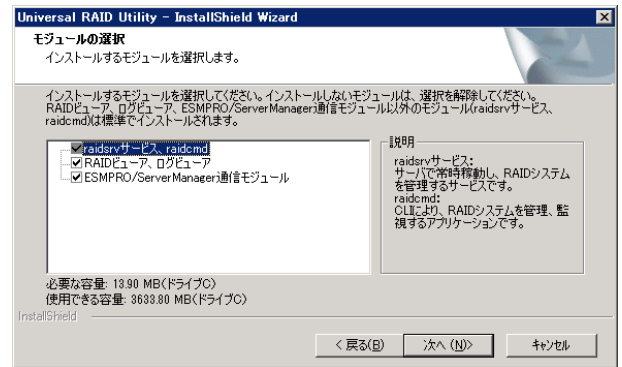 Universal RAID Utility - InstallShield Wizard
モジュールの選択
インストールするモジュールを選択します。
インストールするモジュールを選択してください。インストールしないモジュールは、選択を解除してください。
RAIDビューア、ログビューア、ESMPRO/ServerManager通信モジュール以外のモジュール(raidsrvサービス、
raidcmd)は標準でインストールされます。
raidsrvサービス、raidcmd
RAIDビューア、ログビューア
ESMPRO/ServerManager通信モジュール
説明
raidsrvサービス:
サーバで常時稼動し、RAIDシステム
を管理するサービスです。
raidcmd:
CLIにより、RAIDシステムを管理、監
視するアプリケーションです。
必要な容量: 13.90 MB(ドライブC)
使用できる容量: 3633.80 MB(ドライブC)
InstallShield
< 戻る(B)
次へ (N)>
キャンセル